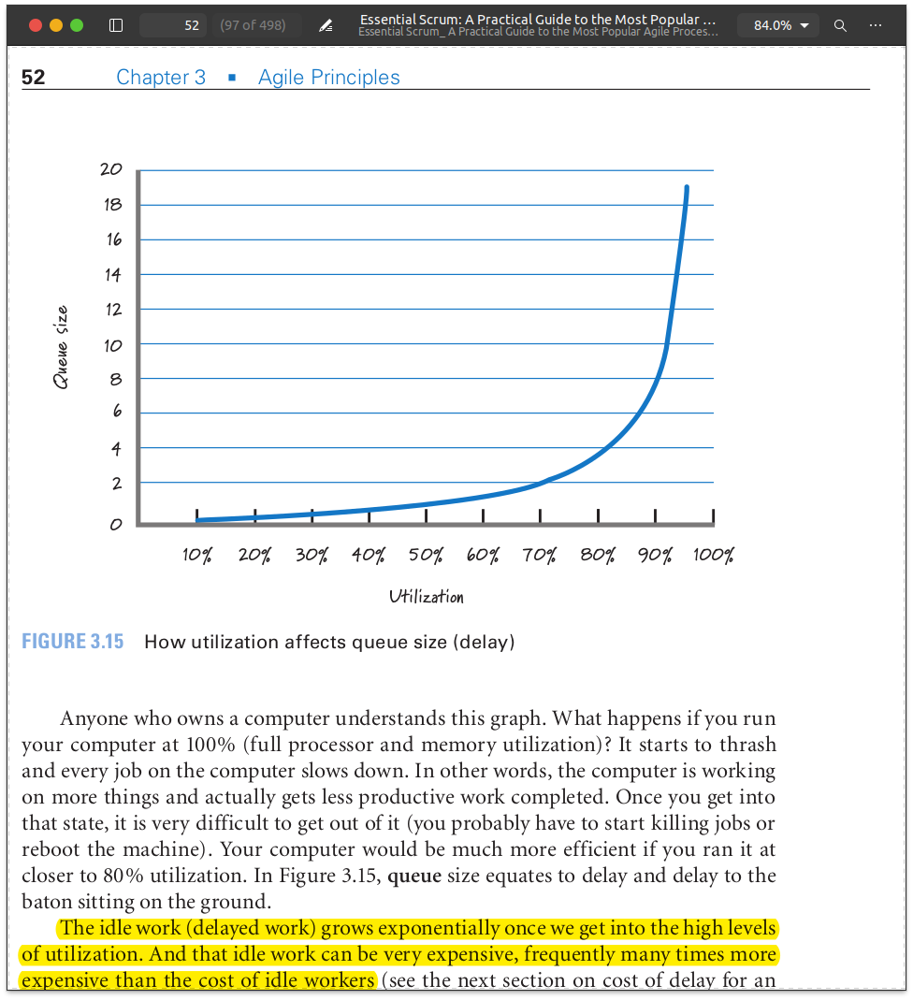 52 (97 of 498) Essential Scrum: A Practical Guide to the Most Popular ... 84.0%
Essential Scrum_ A Practical Guide to the Most Popular Agile Proces...
52 Chapter 3 ▪ Agile Principles
20
18
16
14
12
10
8
6
4
2
0
Queue size
10% 20% 30% 40% 50% 60% 70% 80% 90% 100%
Utilization
FIGURE 3.15 How utilization affects queue size (delay)
Anyone who owns a computer understands this graph. What happens if you run
your computer at 100% (full processor and memory utilization)? It starts to thrash
and every job on the computer slows down. In other words, the computer is working
on more things and actually gets less productive work completed. Once you get into
that state, it is very difficult to get out of it (you probably have to start killing jobs or
reboot the machine). Your computer would be much more efficient if you ran it at
closer to 80% utilization. In Figure 3.15, queue size equates to delay and delay to the
baton sitting on the ground.
The idle work (delayed work) grows exponentially once we get into the high levels
of utilization. And that idle work can be very expensive, frequently many times more
expensive than the cost of idle workers (see the next section on cost of delay for an